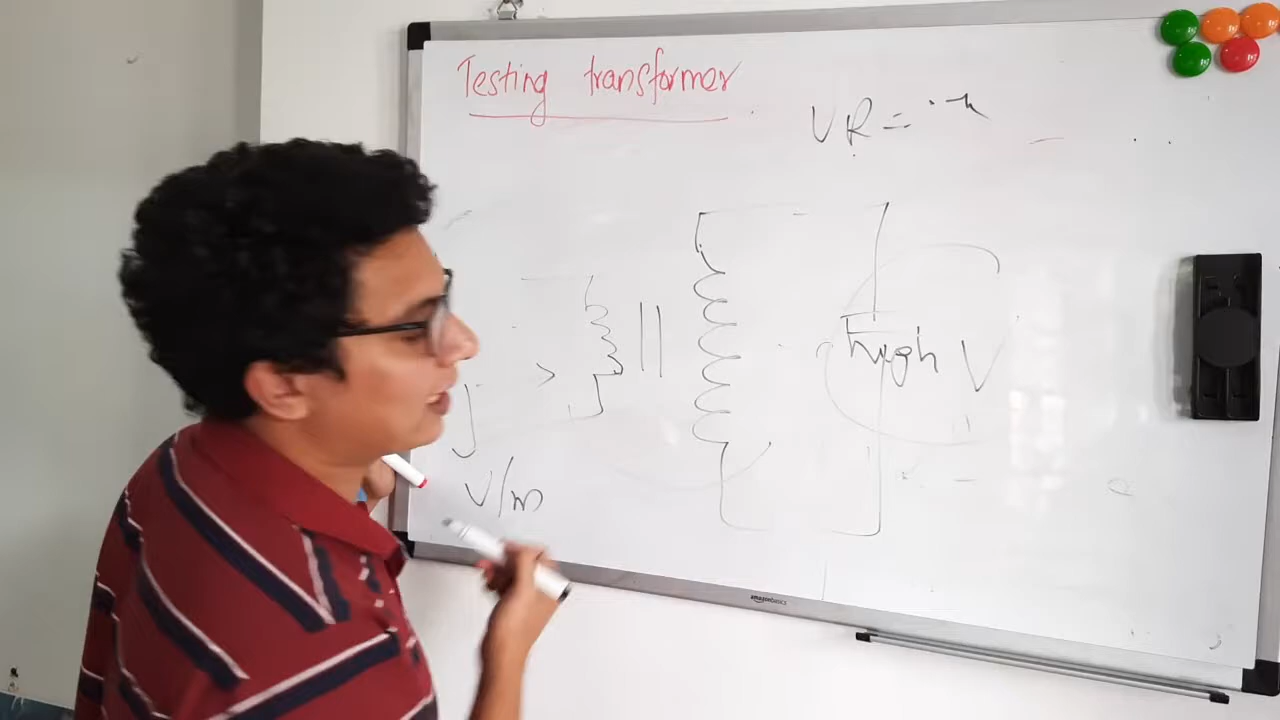 Testing transformer
VR =
high V
V/m